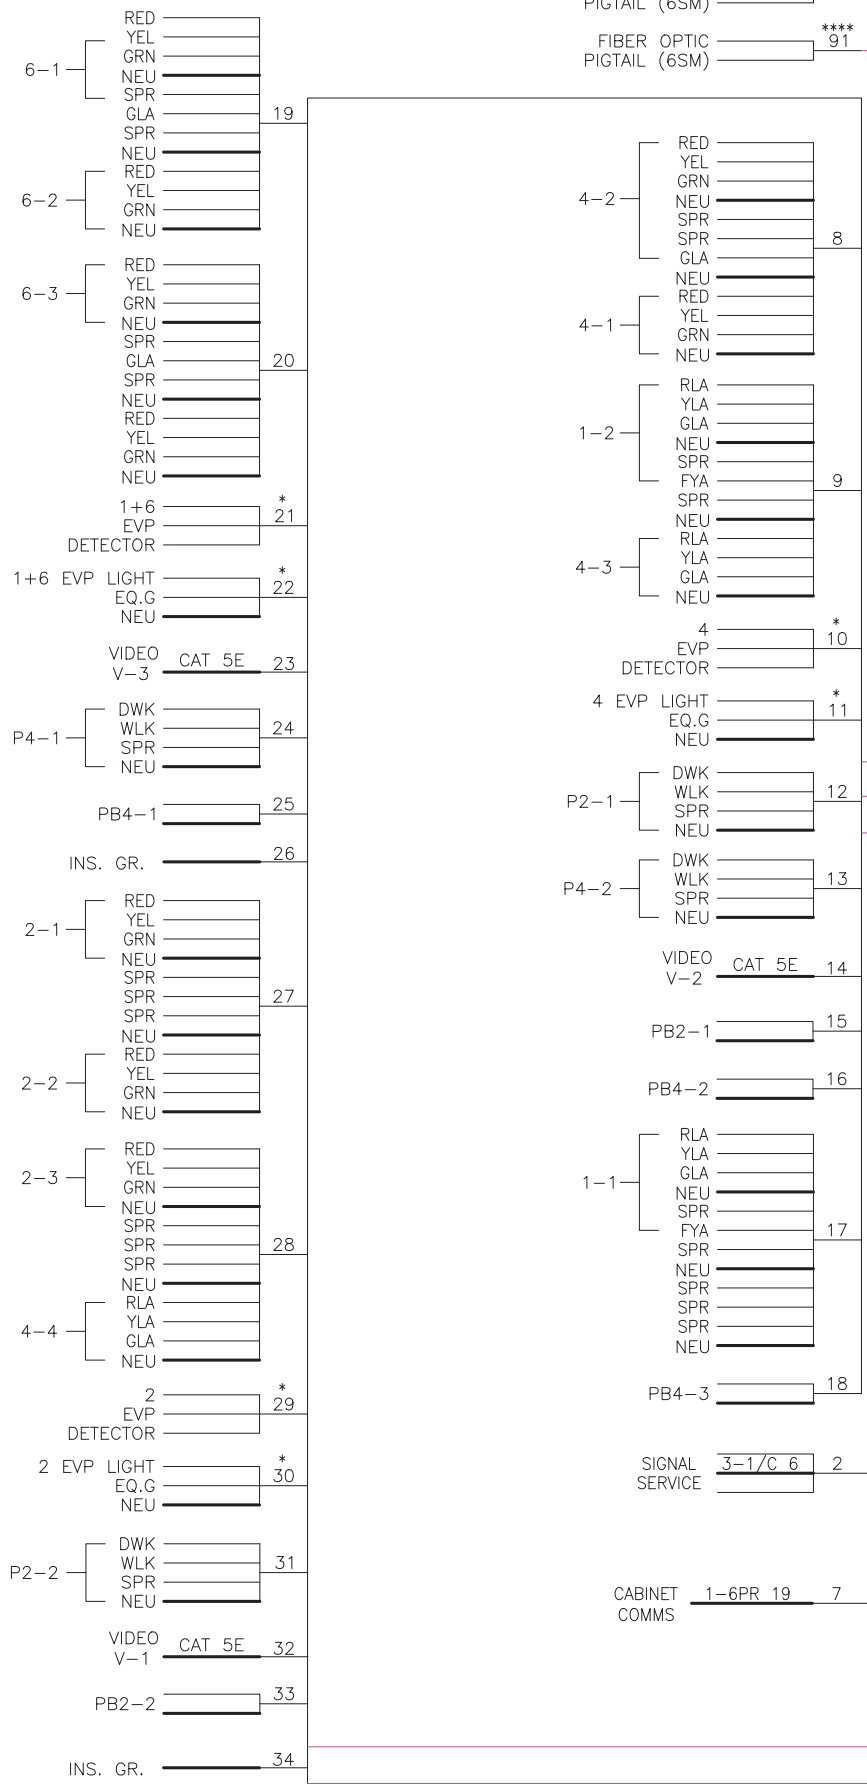 RED
YEL
6-1
GRN
NEU
SPR
GLA
19
SPR
NEU
RED
YEL
6-2
GRN
NEU
RED
YEL
6-3
GRN
NEU
SPR
GLA
20
SPR
NEU
RED
YEL
GRN
NEU
1+6
EVP
DETECTOR
*
21
1+6 EVP LIGHT
EQ.G
NEU
*
22
VIDEO
V-3
CAT 5E
23
P4-1
DWK
WLK
SPR
NEU
24
PB4-1
25
INS. GR.
26
2-1
RED
YEL
GRN
NEU
SPR
SPR
27
SPR
NEU
RED
2-2
YEL
GRN
NEU
RED
YEL
2-3
GRN
NEU
SPR
SPR
28
SPR
NEU
RLA
4-4
YLA
GLA
NEU
2
EVP
DETECTOR
*
29
2 EVP LIGHT
EQ.G
NEU
*
30
P2-2
DWK
WLK
SPR
NEU
31
VIDEO
V-1
CAT 5E
32
PB2-2
33
INS. GR.
34
PIGTAIL (6SM)
FIBER OPTIC
PIGTAIL (6SM)
****
91
RED
YEL
GRN
4-2
NEU
SPR
SPR
8
GLA
NEU
RED
YEL
4-1
GRN
NEU
RLA
YLA
GLA
1-2
NEU
SPR
FYA
9
SPR
NEU
RLA
YLA
4-3
GLA
NEU
4
EVP
DETECTOR
*
10
4 EVP LIGHT
EQ.G
NEU
*
11
P2-1
DWK
WLK
SPR
NEU
12
P4-2
DWK
WLK
SPR
NEU
13
VIDEO
V-2
CAT 5E
14
PB2-1
15
PB4-2
16
RLA
YLA
GLA
1-1
NEU
SPR
FYA
17
SPR
NEU
SPR
SPR
SPR
NEU
PB4-3
18
SIGNAL
SERVICE
3-1/C 6
2
CABINET
COMMS
1-6PR 19
7